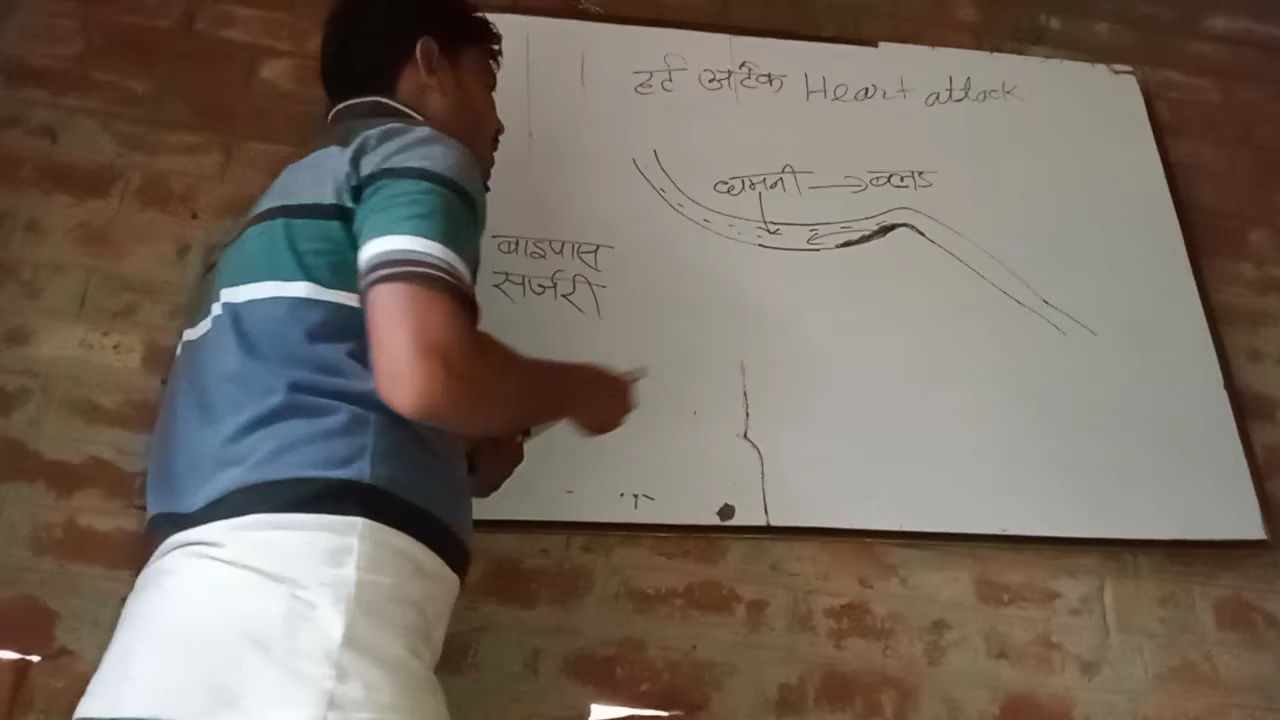 हर्ट अटैक Heart attack
धमनी → ब्लड
बाइपास
सर्जरी